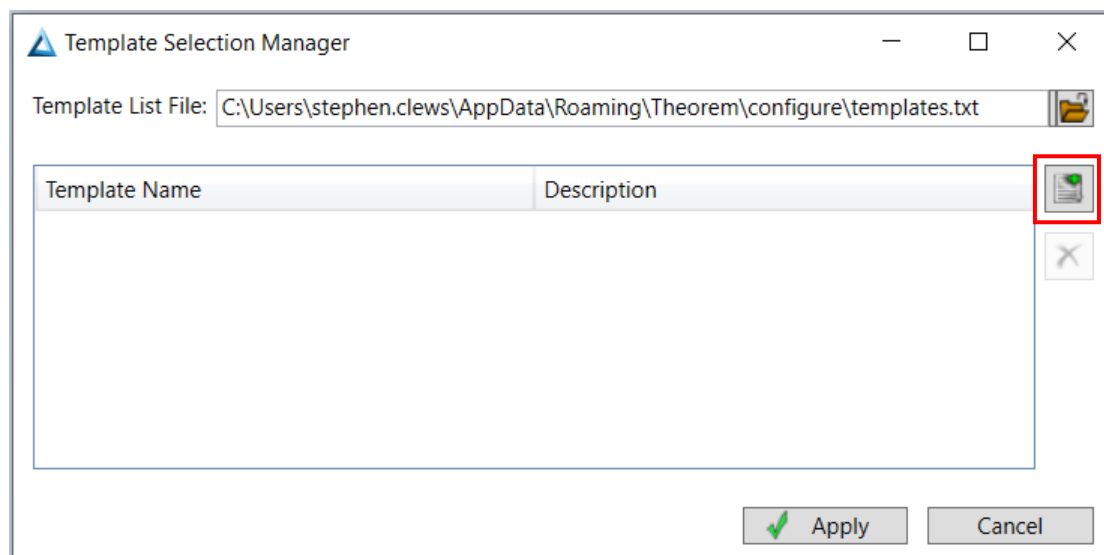 Template Selection Manager
Template List File: C:\Users\stephen.clews\AppData\Roaming\Theorem\configure\templates.txt
Template Name Description
Apply Cancel